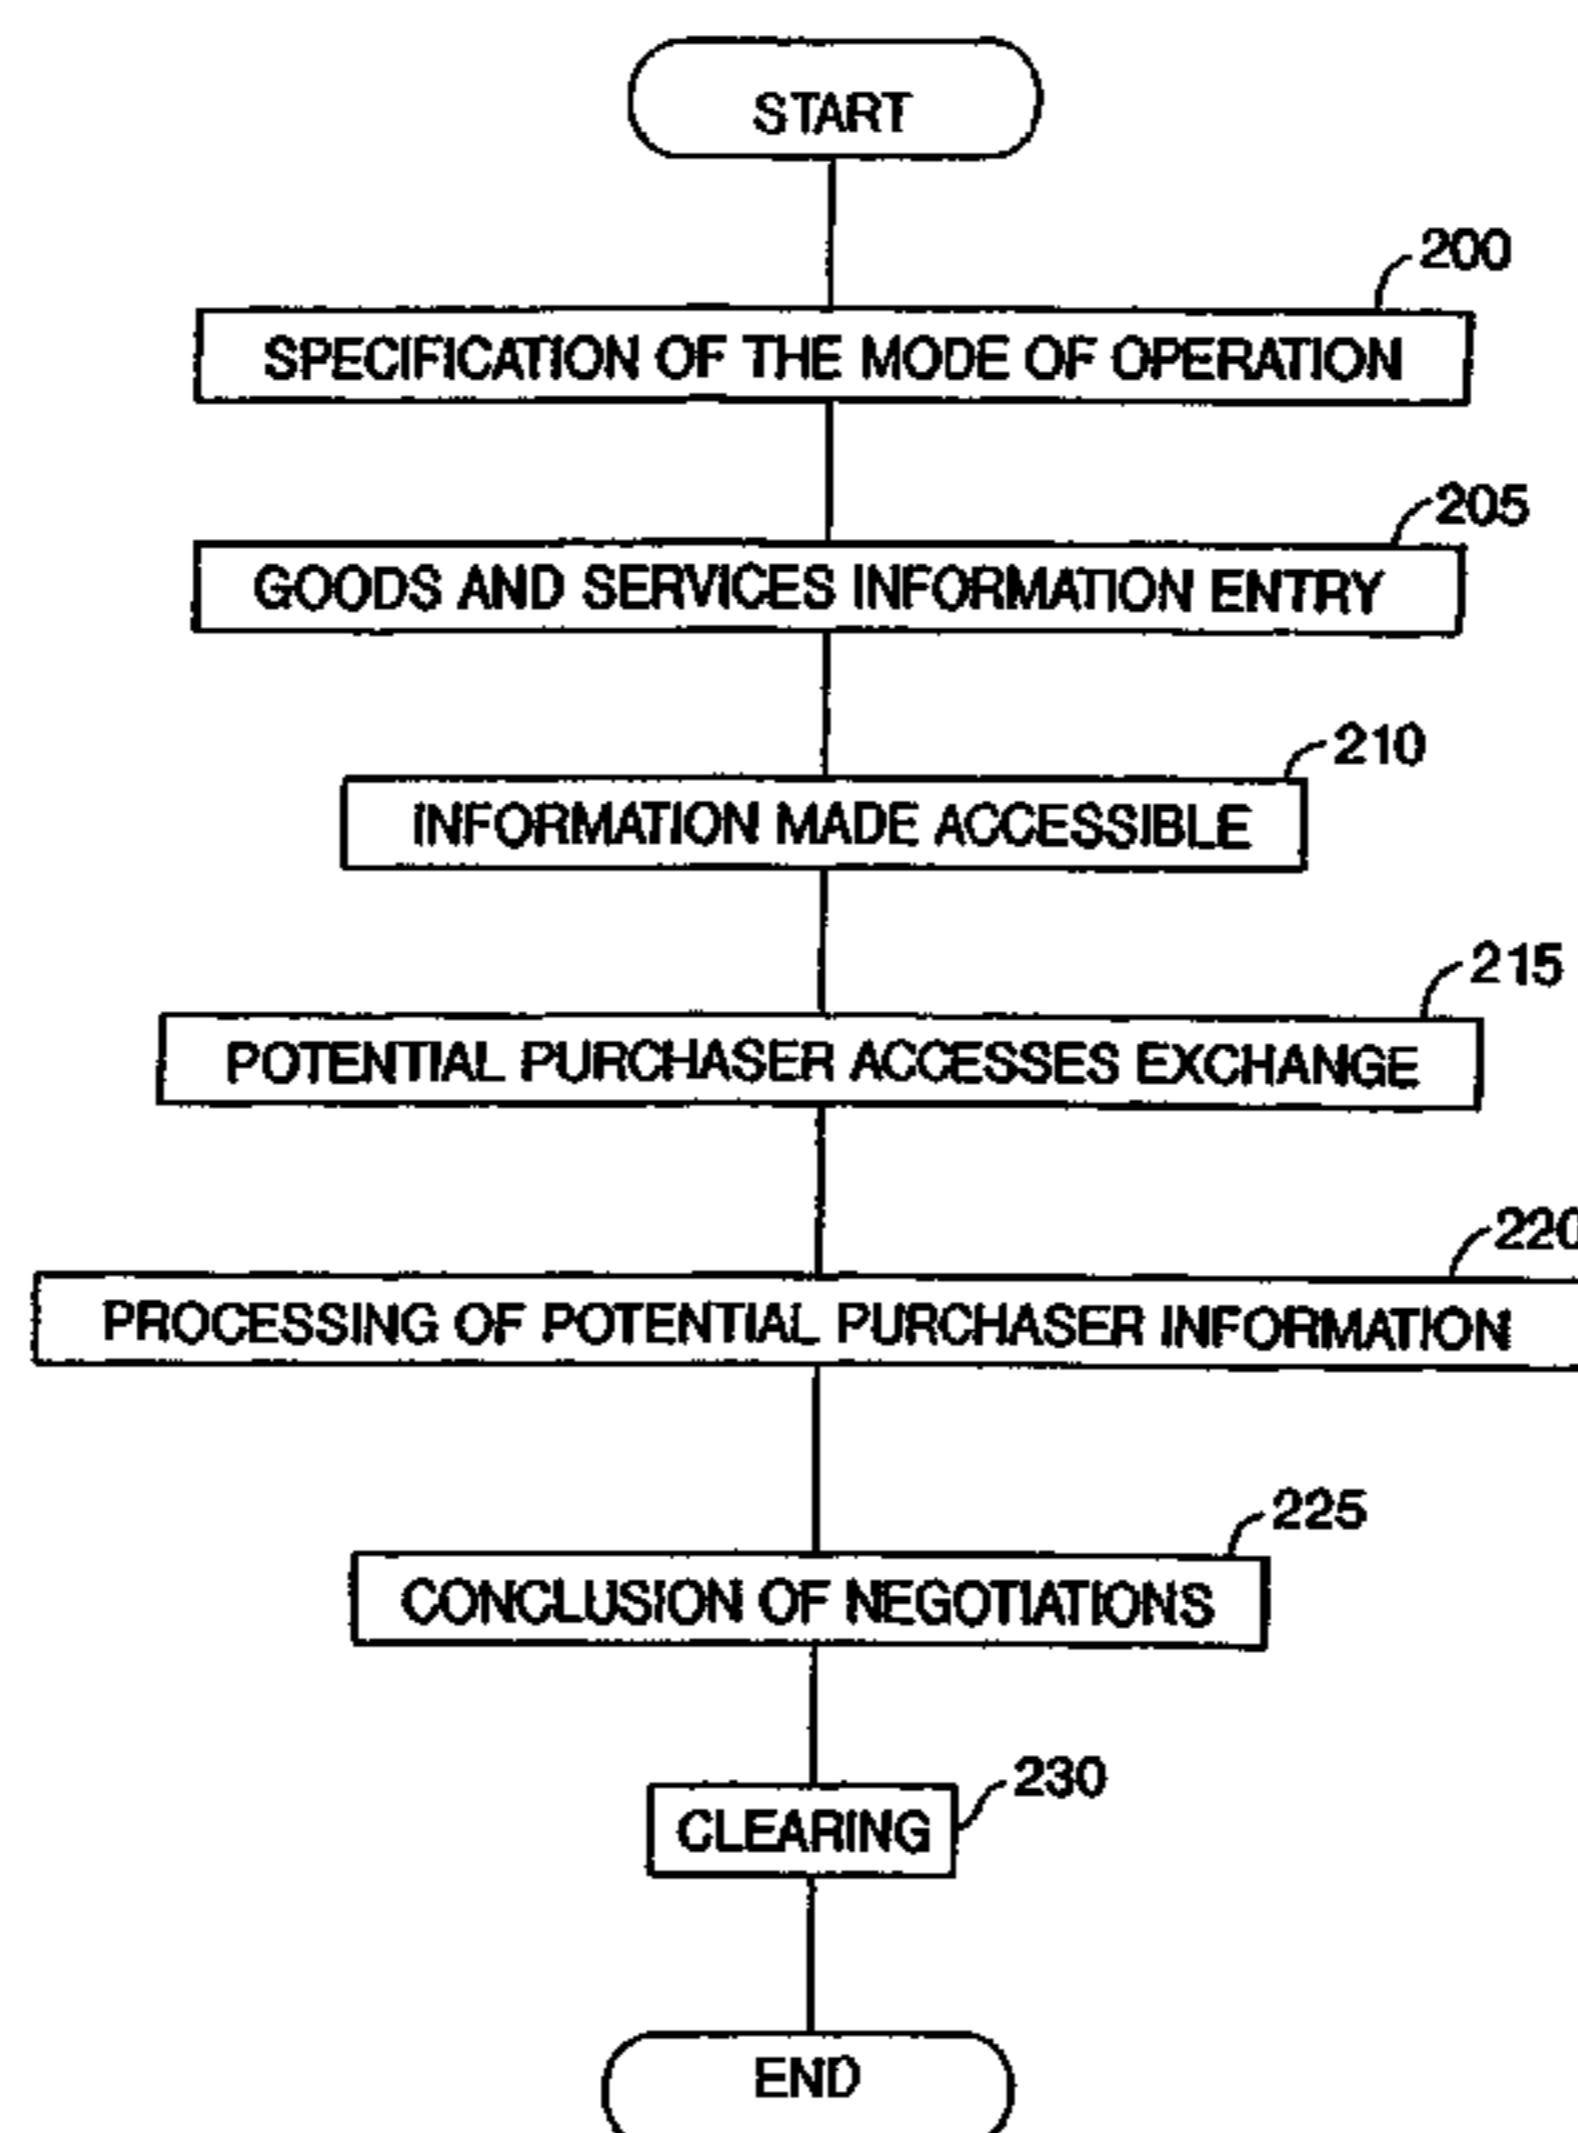 START
200
SPECIFICATION OF THE MODE OF OPERATION
205
GOODS AND SERVICES INFORMATION ENTRY
210
INFORMATION MADE ACCESSIBLE
215
POTENTIAL PURCHASER ACCESSES EXCHANGE
220
PROCESSING OF POTENTIAL PURCHASER INFORMATION
225
CONCLUSION OF NEGOTIATIONS
230
CLEARING
END